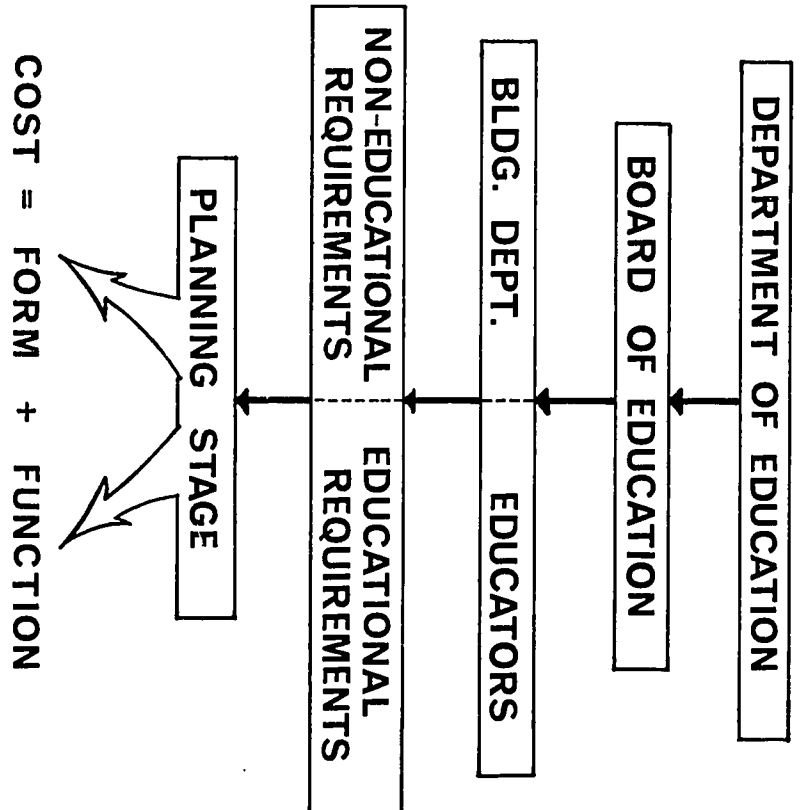 DEPARTMENT OF EDUCATION
BOARD OF EDUCATION
BLDG. DEPT. EDUCATORS
NON-EDUCATIONAL EDUCATIONAL
REQUIREMENTS REQUIREMENTS
PLANNING STAGE
COST = FORM + FUNCTION